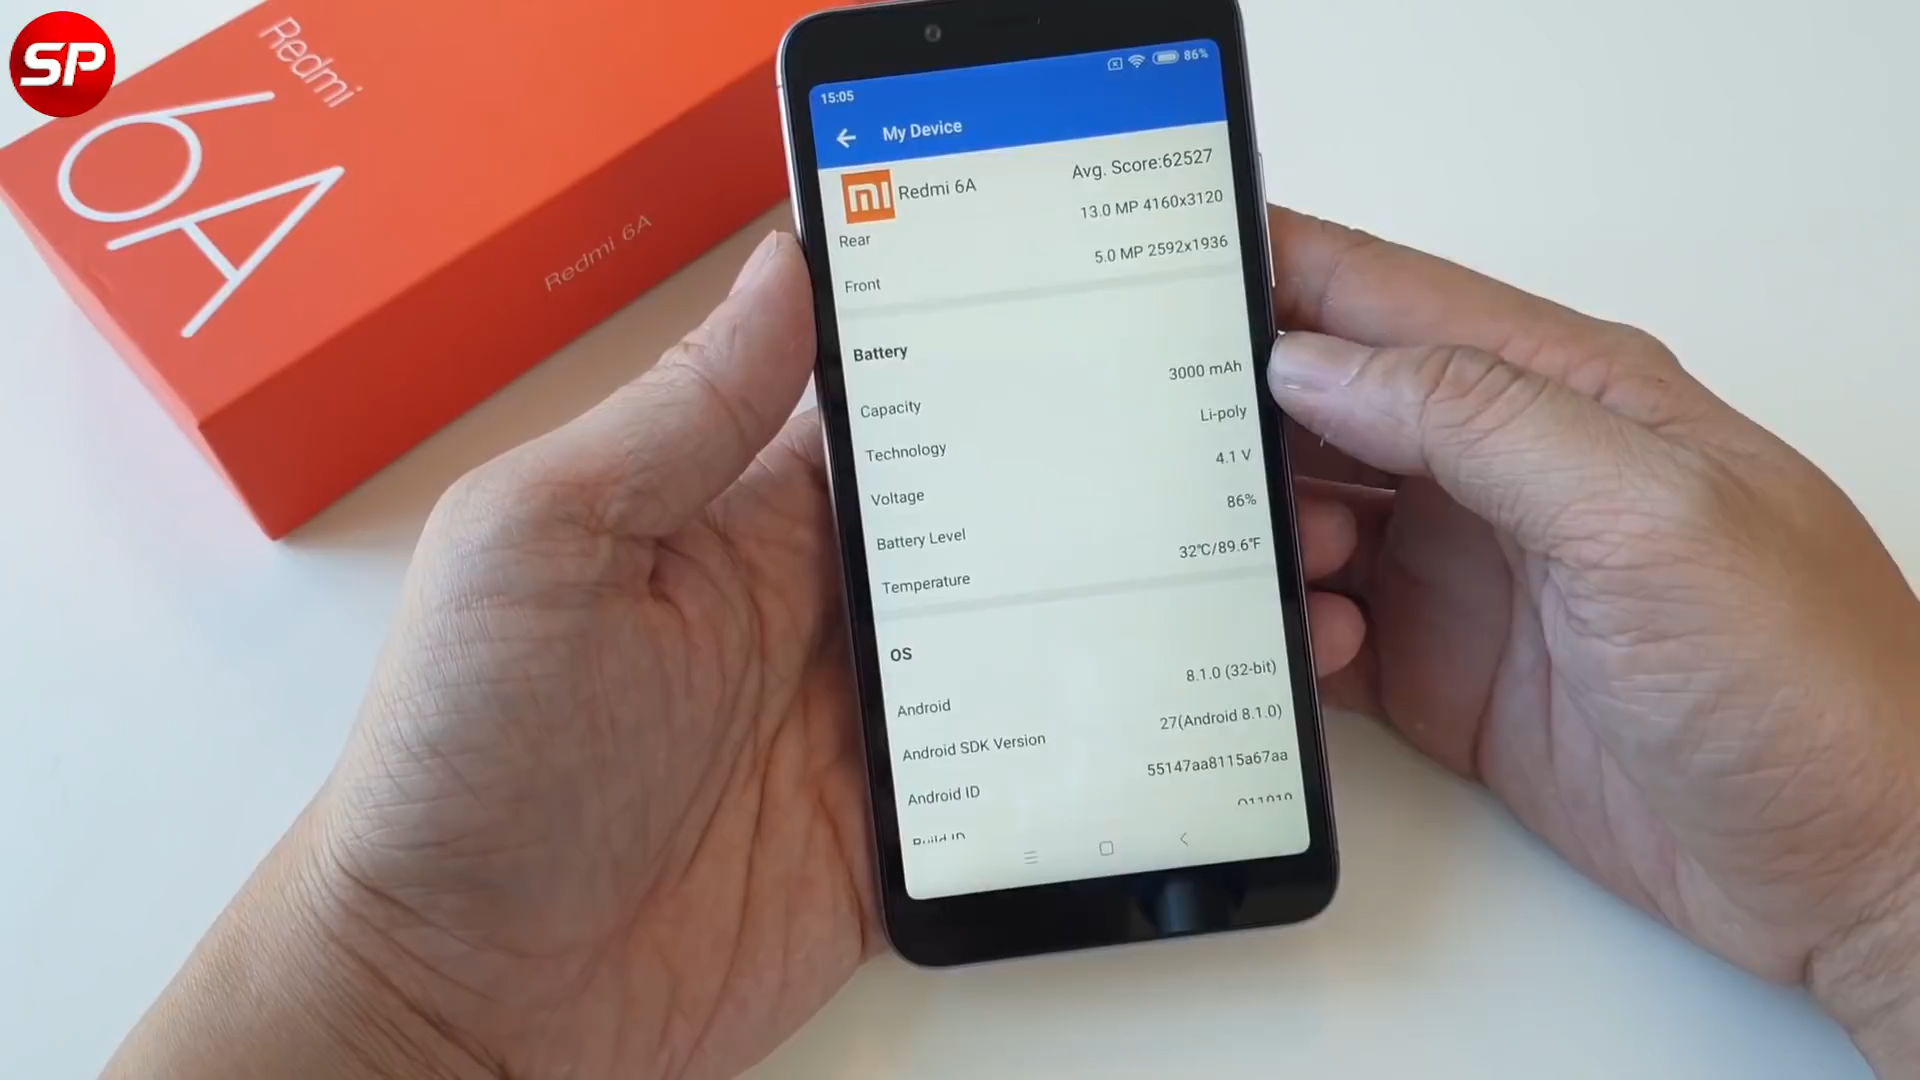 SP
Redmi
6A
Redmi 6A
15:05
86%
My Device
mi
Redmi 6A
Avg. Score:62527
Rear
13.0 MP 4160x3120
Front
5.0 MP 2592x1936
Battery
Capacity
3000 mAh
Technology
Li-poly
Voltage
4.1 V
Battery Level
86%
Temperature
32℃/89.6℉
OS
Android
8.1.0 (32-bit)
Android SDK Version
27(Android 8.1.0)
Android ID
55147aa8115a67aa
Build ID